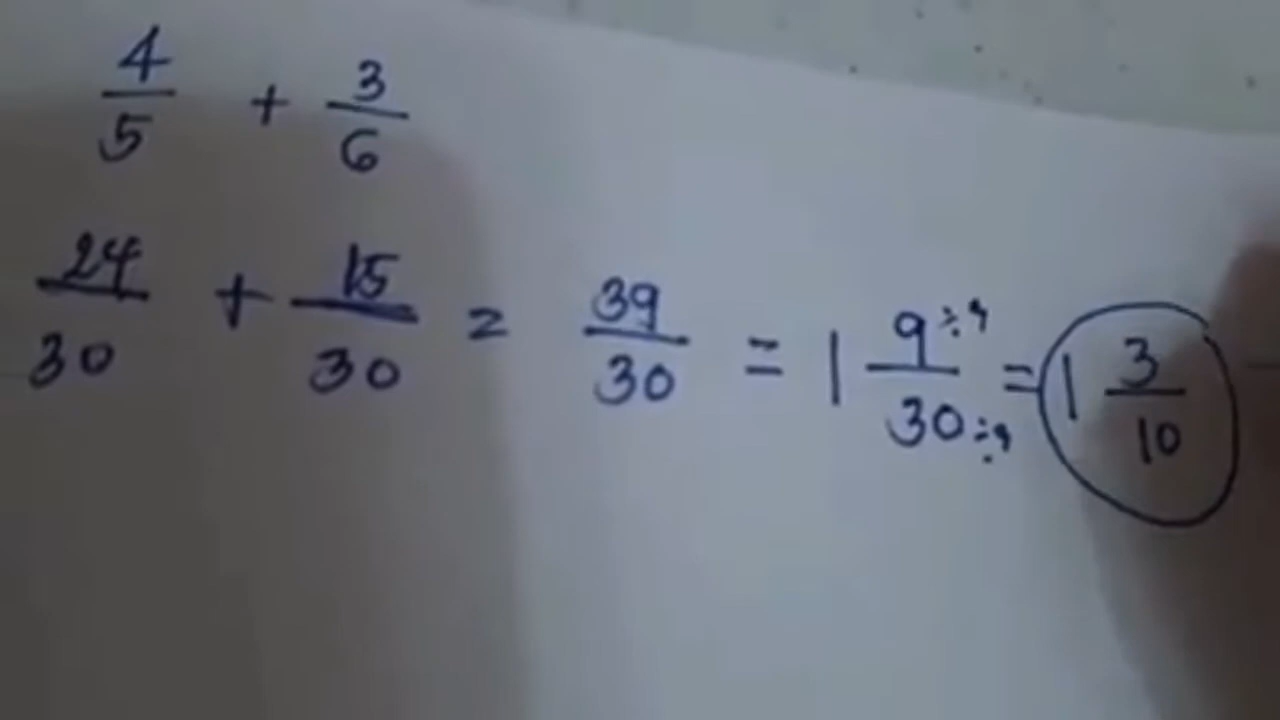 4/5 + 3/6
24/30 + 15/30 = 39/30 = 1 9÷3/30÷3 = 1 3/10